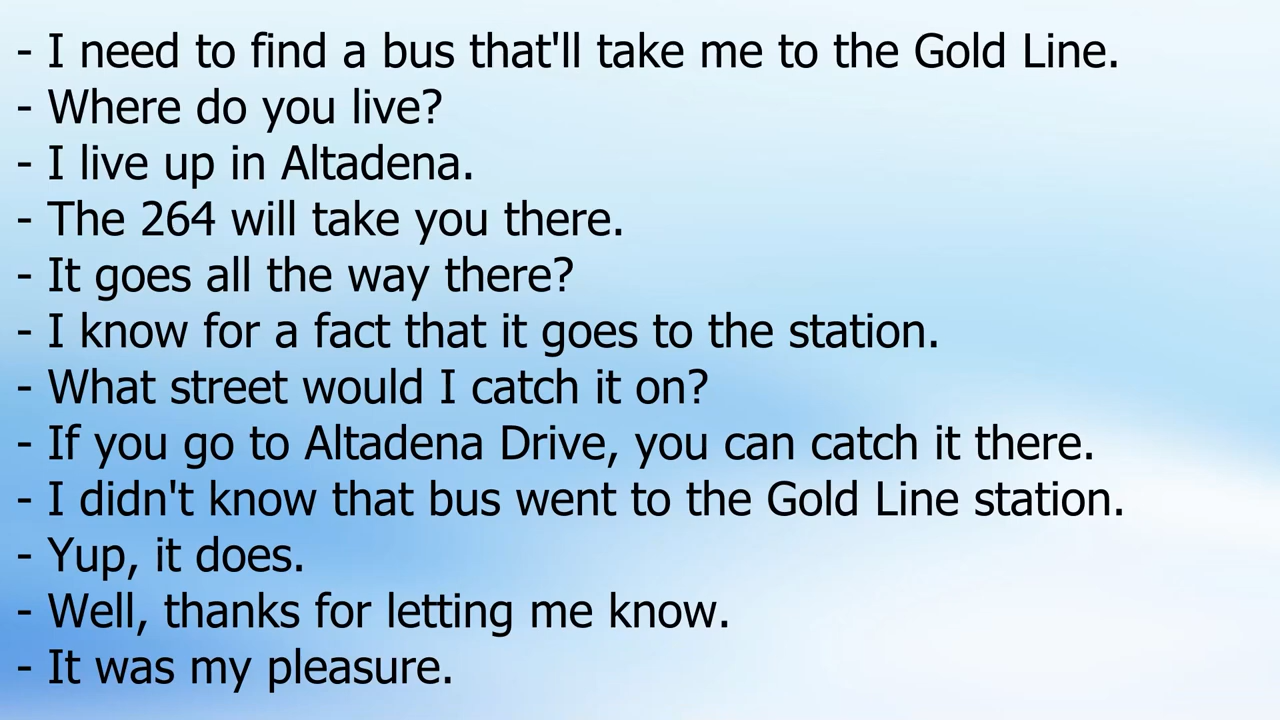 - I need to find a bus that'll take me to the Gold Line.
- Where do you live?
- I live up in Altadena.
- The 264 will take you there.
- It goes all the way there?
- I know for a fact that it goes to the station.
- What street would I catch it on?
- If you go to Altadena Drive, you can catch it there.
- I didn't know that bus went to the Gold Line station.
- Yup, it does.
- Well, thanks for letting me know.
- It was my pleasure.